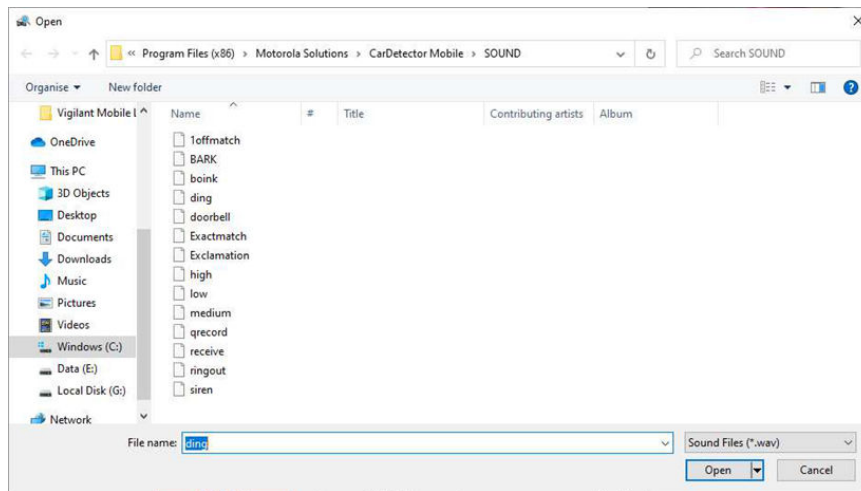 Open
« Program Files (x86) › Motorola Solutions › CarDetector Mobile › SOUND
Search SOUND
Organise
New folder
Vigilant Mobile L
OneDrive
This PC
3D Objects
Desktop
Documents
Downloads
Music
Pictures
Videos
Windows (C:)
Data (E:)
Local Disk (G:)
Network
Name # Title Contributing artists Album
1offmatch
BARK
boink
ding
doorbell
Exactmatch
Exclamation
high
low
medium
qrecord
receive
ringout
siren
File name: ding
Sound Files (*.wav)
Open Cancel